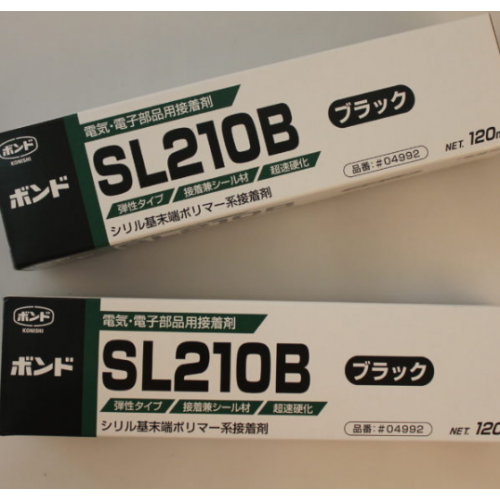 ボンド
KONISHI
ボンド
電気・電子部品用接着剤
SL210B
ブラック
弾性タイプ 接着兼シール材 超速硬化
シリル基末端ポリマー系接着剤
品番:#04992
NET. 120m
ボンド
KONISHI
ボンド
電気・電子部品用接着剤
SL210B
ブラック
弾性タイプ 接着兼シール材 超速硬化
シリル基末端ポリマー系接着剤
品番:#04992
NET. 120